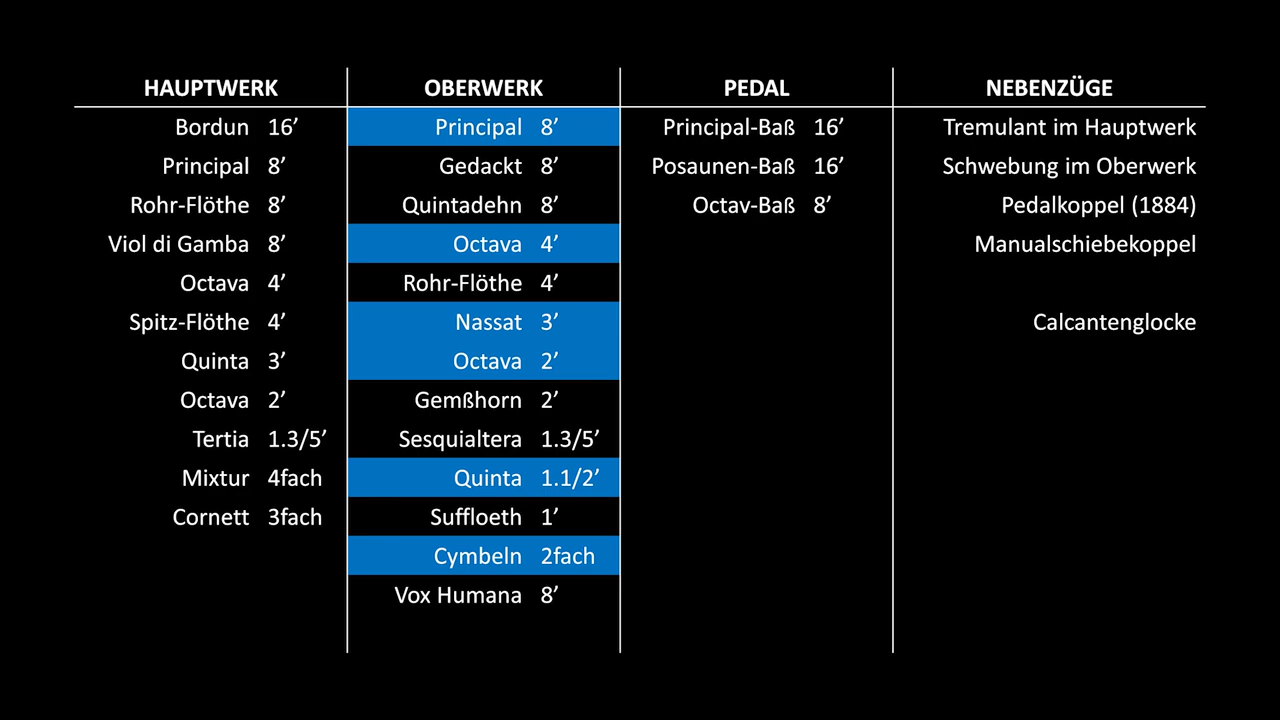 HAUPTWERK OBERWERK PEDAL NEBENZÜGE
Bordun 16’ Principal 8’ Principal-Baß 16’ Tremulant im Hauptwerk
Principal 8’ Gedackt 8’ Posaunen-Baß 16’ Schwebung im Oberwerk
Rohr-Flöthe 8’ Quintadehn 8’ Octav-Baß 8’ Pedalkoppel (1884)
Viol di Gamba 8’ Octava 4’ Manualschiebekoppel
Octava 4’ Rohr-Flöthe 4’
Spitz-Flöthe 4’ Nassat 3’ Calcantenglocke
Quinta 3’ Octava 2’
Octava 2’ Gemßhorn 2’
Tertia 1.3/5’ Sesquialtera 1.3/5’
Mixtur 4fach Quinta 1.1/2’
Cornett 3fach Suffloeth 1’
Cymbeln 2fach
Vox Humana 8’